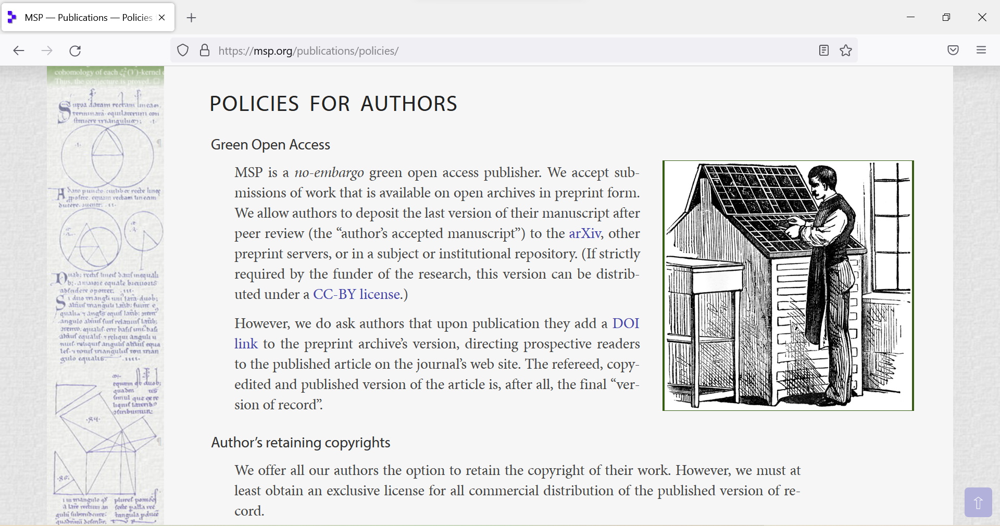 MSP — Publications — Policies
https://msp.org/publications/policies/
cohomology of each
Thus, the conjecture is proved. □
POLICIES FOR AUTHORS
Green Open Access
MSP is a no-embargo green open access publisher. We accept sub-
missions of work that is available on open archives in preprint form.
We allow authors to deposit the last version of their manuscript after
peer review (the “author’s accepted manuscript”) to the arXiv, other
preprint servers, or in a subject or institutional repository. (If strictly
required by the funder of the research, this version can be distrib-
uted under a CC-BY license.)
However, we do ask authors that upon publication they add a DOI
link to the preprint archive’s version, directing prospective readers
to the published article on the journal’s web site. The refereed, copy-
edited and published version of the article is, after all, the final “ver-
sion of record”.
Author’s retaining copyrights
We offer all our authors the option to retain the copyright of their work. However, we must at
least obtain an exclusive license for all commercial distribution of the published version of re-
cord.